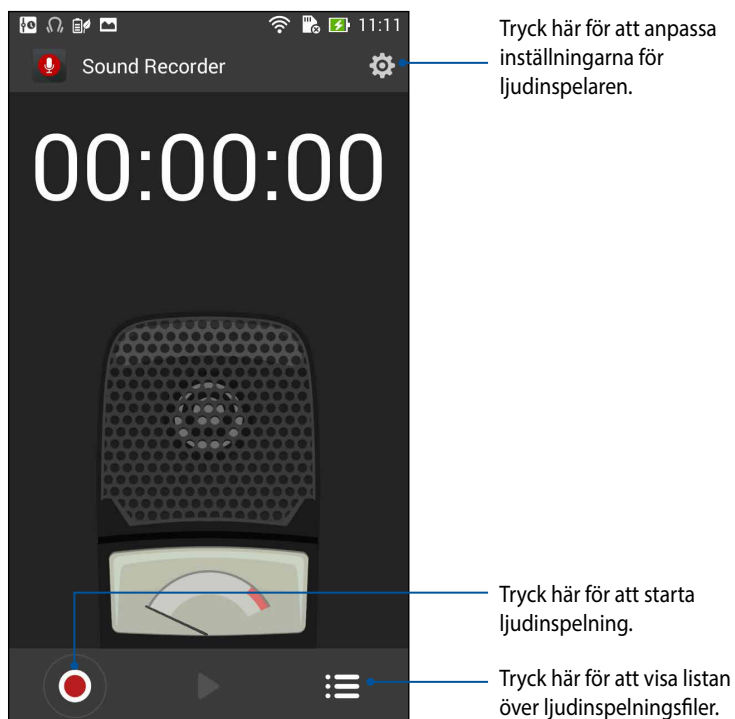 11:11
Sound Recorder
00:00:00
Tryck här för att anpassa
inställningarna för
ljudinspelaren.
Tryck här för att starta
ljudinspelning.
Tryck här för att visa listan
över ljudinspelningsfiler.